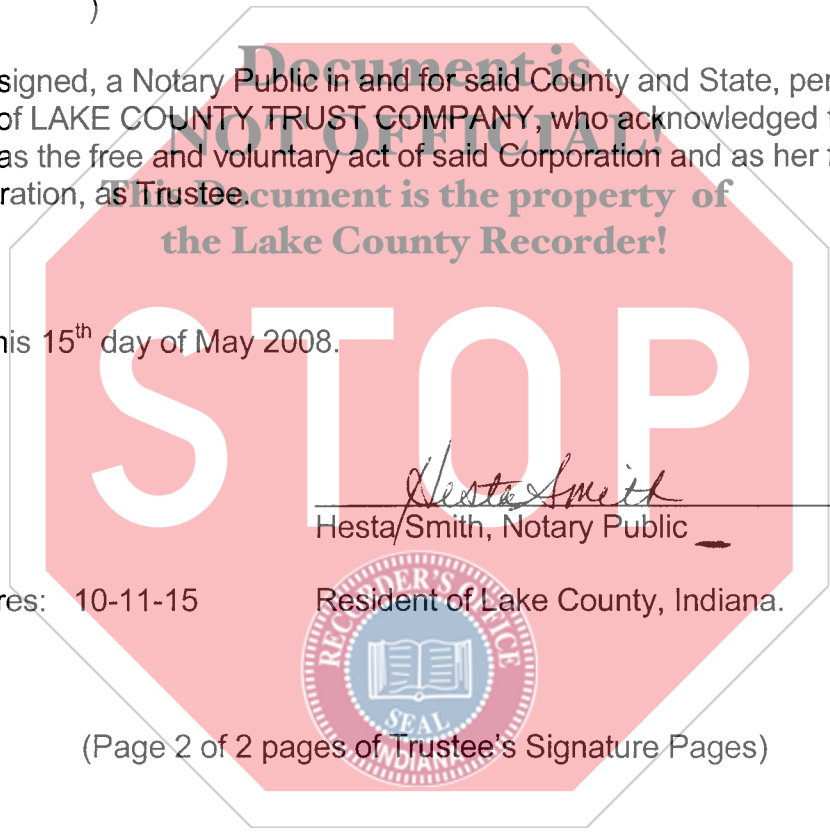 )
Document is
signed, a Notary Public in and for said County and State, per
of LAKE COUNTY TRUST COMPANY, who acknowledged
NOT OFFICIAL!
as the free and voluntary act of said Corporation and as her
ration, as Trustee.
This Document is the property of
the Lake County Recorder!
his 15th day of May 2008.
STOP
Hesta Smith
Hesta Smith, Notary Public
res: 10-11-15 Resident of Lake County, Indiana.
RECORDER'S OFFICE
SEAL
INDIANA
(Page 2 of 2 pages of Trustee's Signature Pages)